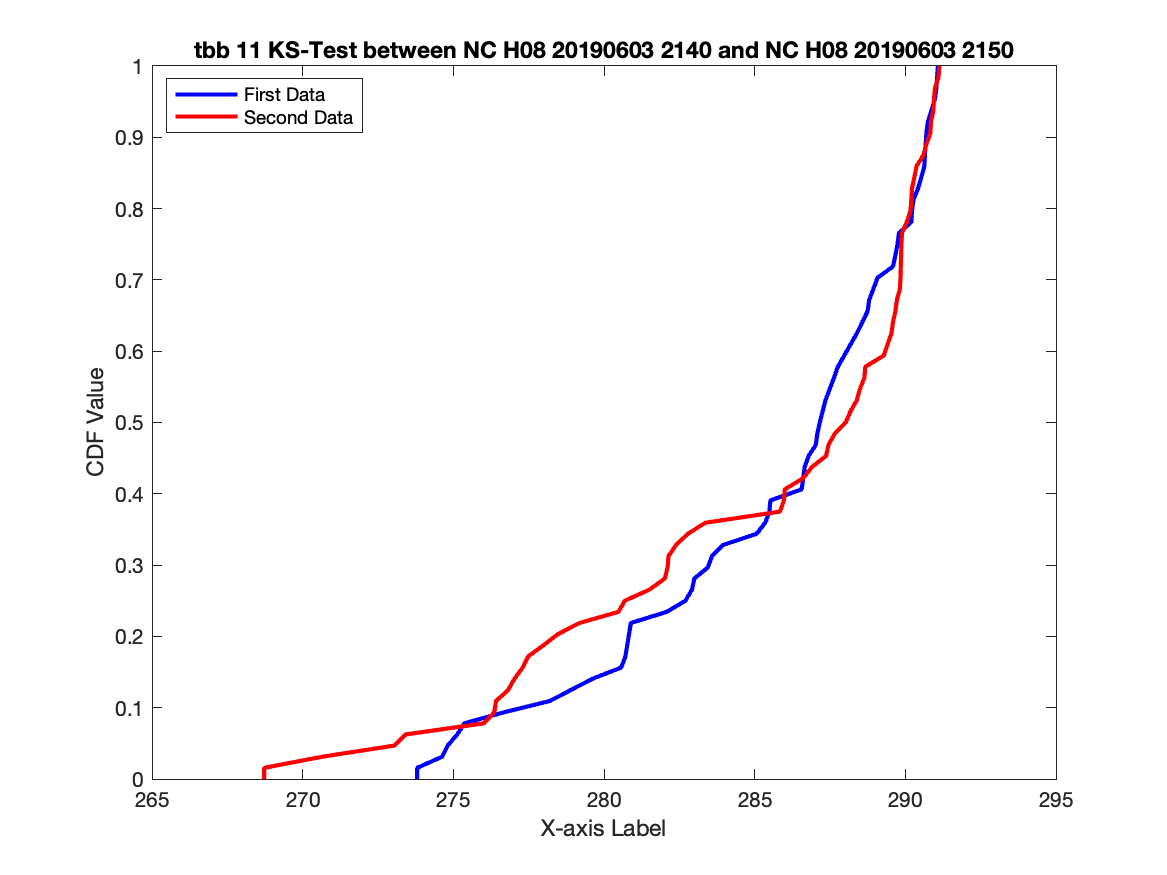 tbb 11 KS-Test between NC H08 20190603 2140 and NC H08 20190603 2150
First Data
Second Data
1
0.9
0.8
0.7
0.6
0.5
0.4
0.3
0.2
0.1
0
CDF Value
265 270 275 280 285 290 295
X-axis Label